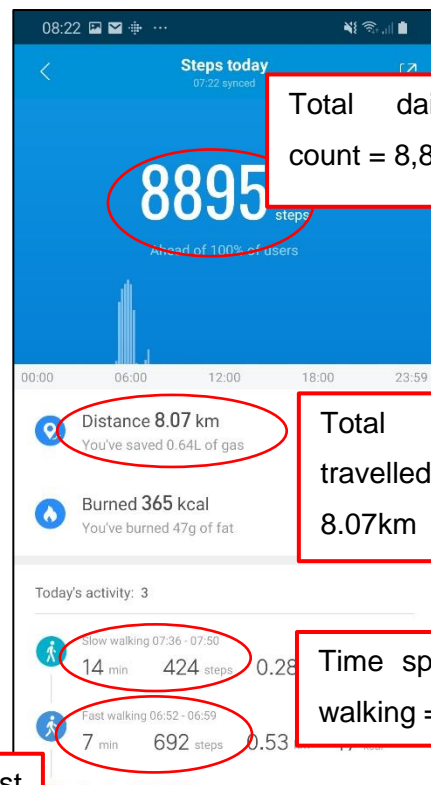 08:22
Steps today
07:22 synced
Total
count = 8,8
8895 steps
Ahead of 100% of users
00:00 06:00 12:00 18:00 23:59
Distance 8.07 km
You've saved 0.64L of gas
Total
travelled
8.07km
Burned 365 kcal
You've burned 47g of fat
Today's activity: 3
Slow walking 07:36 - 07:50
14 min 424 steps 0.28
Time
walking =
Fast walking 06:52 - 06:59
7 min 692 steps 0.53